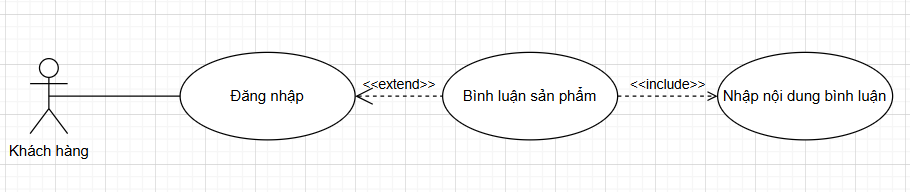 Khách hàng
Đăng nhập
<<extend>>
Bình luận sản phẩm
<<include>>
Nhập nội dung bình luận